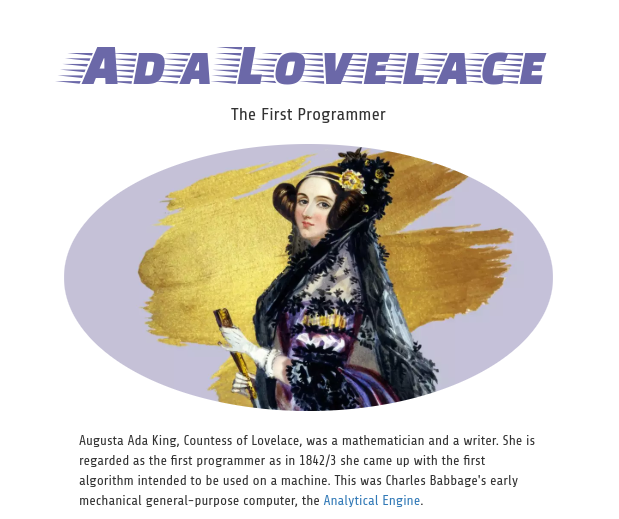 Ada Lovelace
The First Programmer
Augusta Ada King, Countess of Lovelace, was a mathematician and a writer. She is
regarded as the first programmer as in 1842/3 she came up with the first
algorithm intended to be used on a machine. This was Charles Babbage's early
mechanical general-purpose computer, the Analytical Engine.